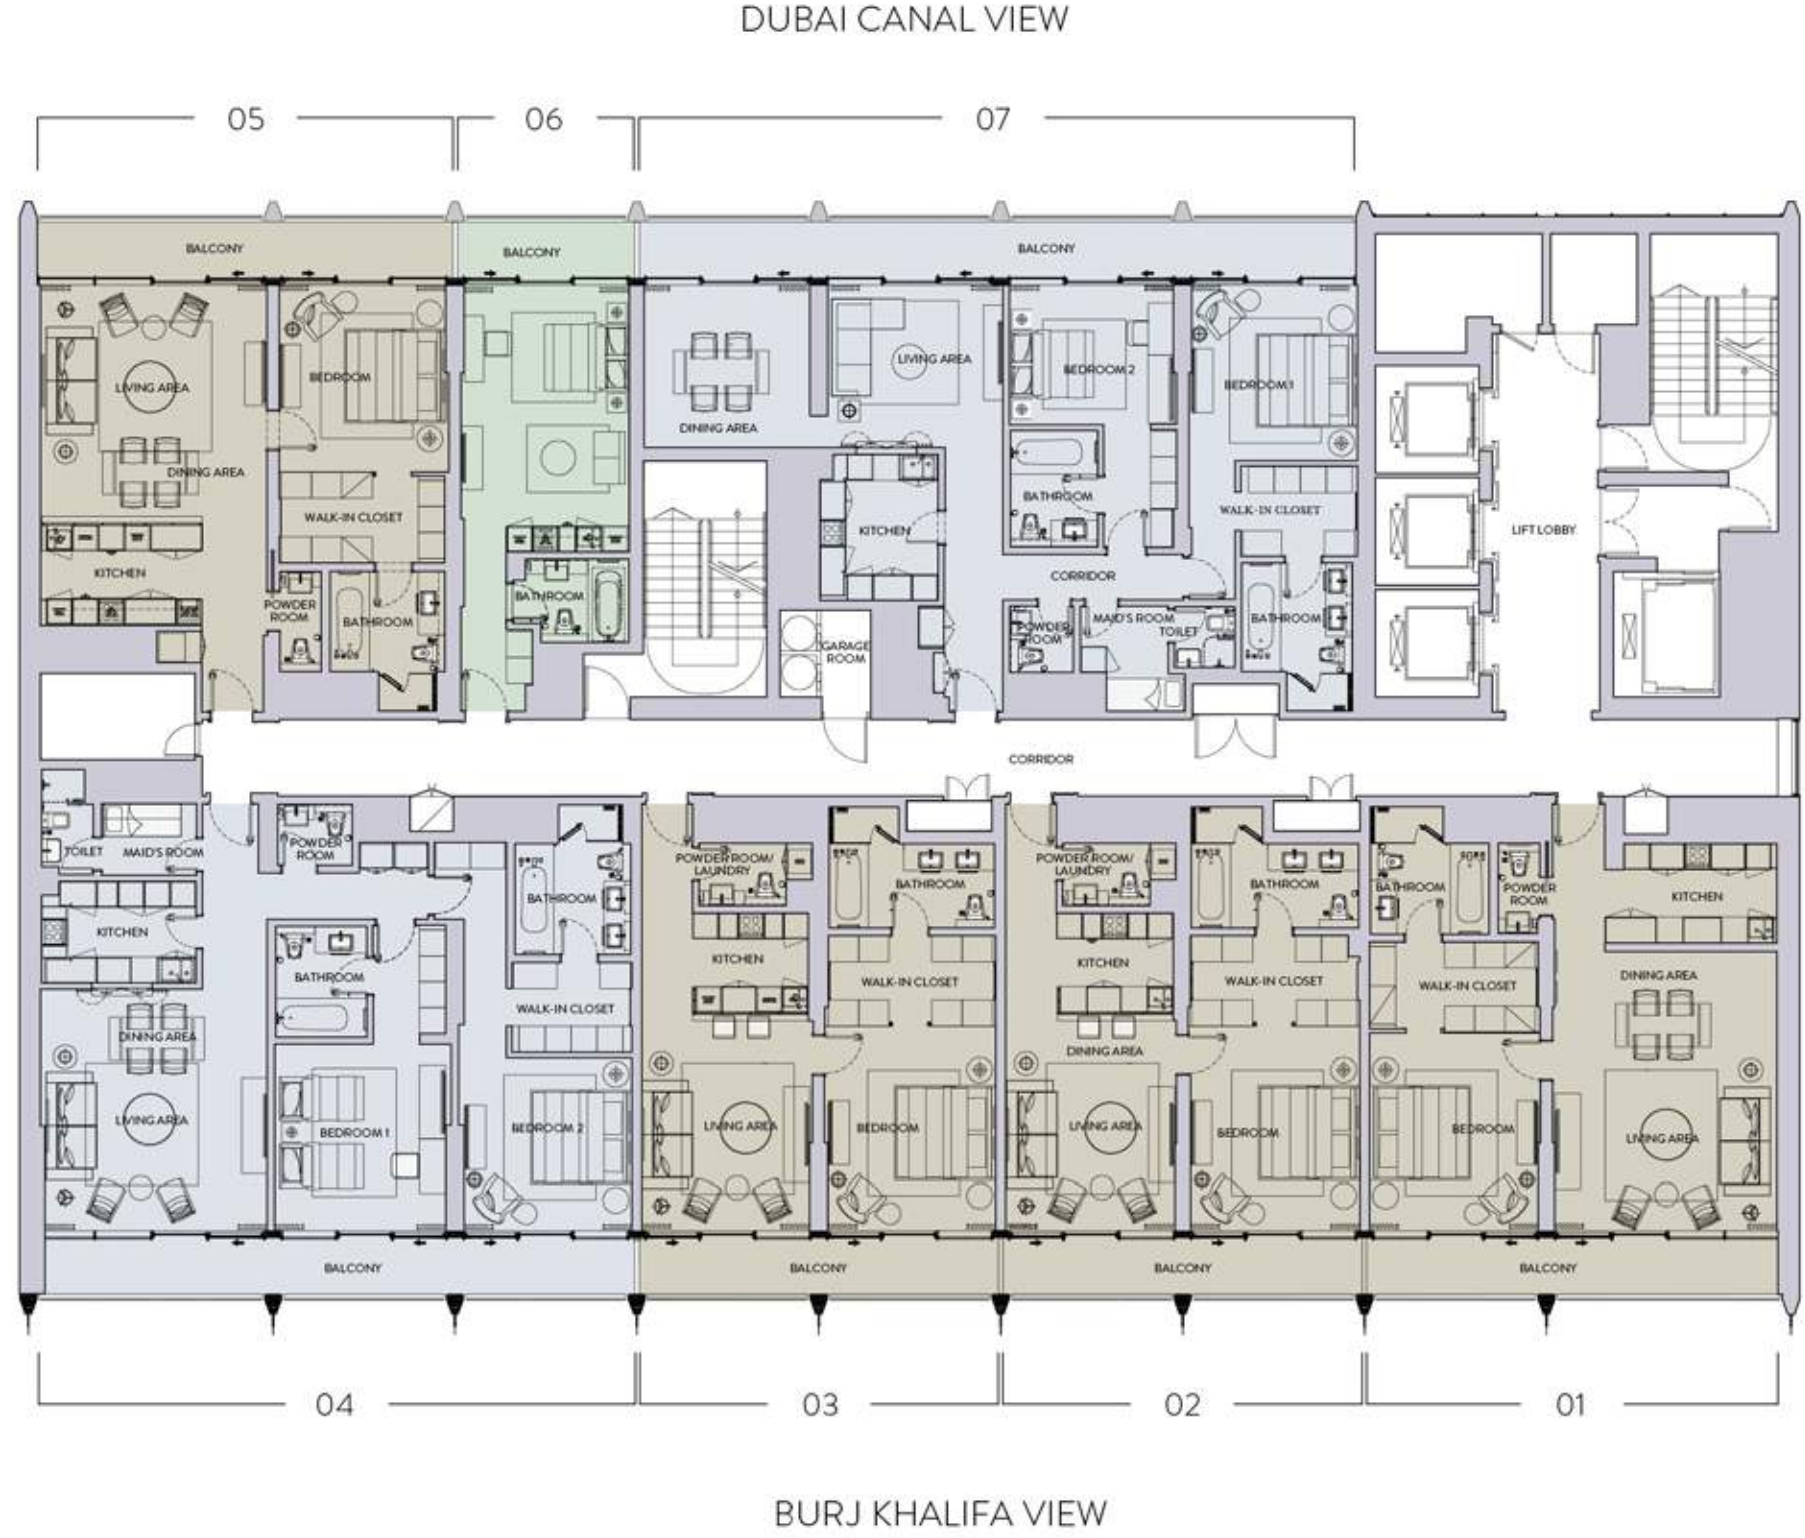 DUBAI CANAL VIEW
05
06
07
BALCONY
BALCONY
BALCONY
LIVING AREA
BEDROOM
DINING AREA
WALK-IN CLOSET
KITCHEN
POWDER
ROOM
BATHROOM
BATHROOM
DINING AREA
LIVING AREA
BEDROOM 2
BEDROOM 1
KITCHEN
BATHROOM
WALK-IN CLOSET
CORRIDOR
POWDER
ROOM
MAID'S ROOM
TOILET
BATHROOM
GARAGE
ROOM
LIFT LOBBY
CORRIDOR
TOILET
MAID'S ROOM
POWDER
ROOM
KITCHEN
BATHROOM
BATHROOM
WALK-IN CLOSET
DINING AREA
LIVING AREA
BEDROOM 1
BEDROOM 2
BALCONY
POWDER ROOM/
LAUNDRY
BATHROOM
KITCHEN
WALK-IN CLOSET
LIVING AREA
BEDROOM
BALCONY
POWDER ROOM/
LAUNDRY
BATHROOM
KITCHEN
WALK-IN CLOSET
DINING AREA
LIVING AREA
BEDROOM
BALCONY
BATHROOM
POWDER
ROOM
KITCHEN
WALK-IN CLOSET
DINING AREA
BEDROOM
LIVING AREA
BALCONY
04
03
02
01
BURJ KHALIFA VIEW